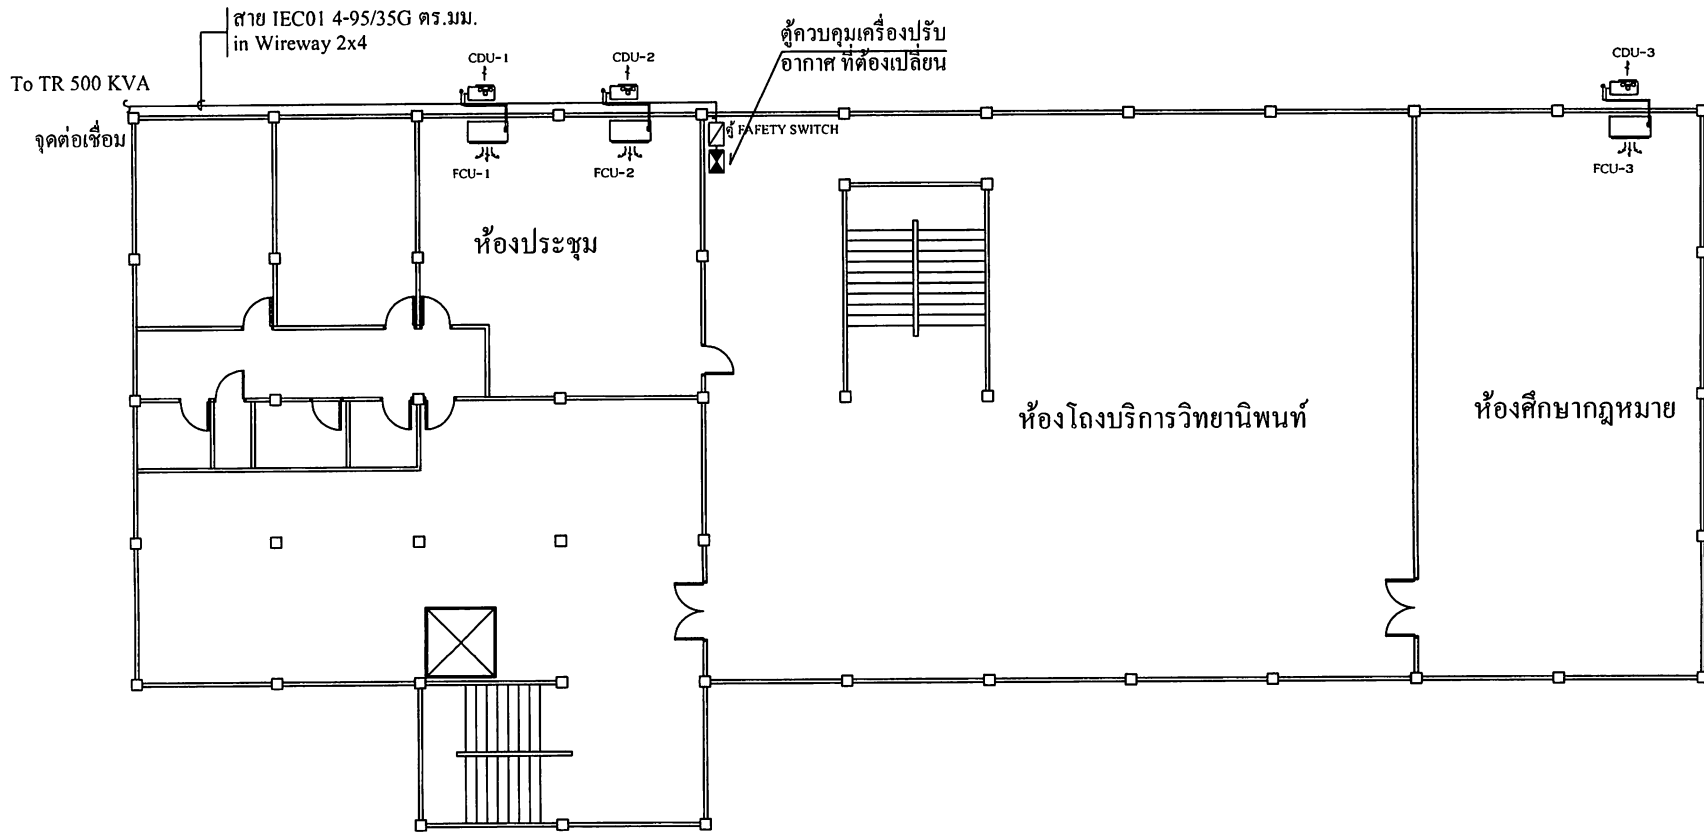 สาย IEC01 4-95/35G ตร.มม.
in Wireway 2x4
To TR 500 KVA
จุดต่อเชื่อม
CDU-1
CDU-2
ตู้ควบคุมเครื่องปรับ
อากาศ ที่ต้องเปลี่ยน
CDU-3
ตู้ FAFETY SWITCH
FCU-1
FCU-2
FCU-3
ห้องประชุม
ห้องโถงบริการวิทยานิพนท์
ห้องศึกษากฎหมาย